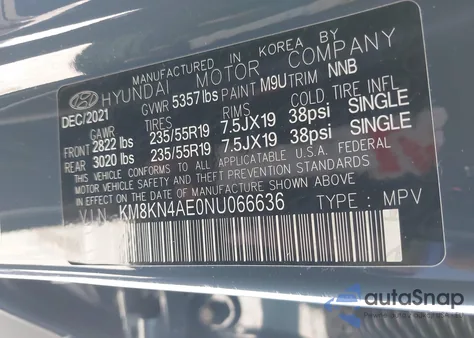 MANUFACTURED IN KOREA BY
HYUNDAI MOTOR COMPANY
DEC/2021 GVWR 5357 lbs PAINT M9U TRIM NNB
GAWR TIRES RIMS COLD TIRE INFL
FRONT 2822 lbs 235/55R19 7.5JX19 38psi SINGLE
REAR 3020 lbs 235/55R19 7.5JX19 38psi SINGLE
THIS VEHICLE CONFORMS TO ALL APPLICABLE U.S.A. FEDERAL
MOTOR VEHICLE SAFETY AND THEFT PREVENTION STANDARDS
IN EFFECT ON THE DATE OF MANUFACTURE SHOWN ABOVE
V.I.N. KM8KN4AE0NU066636 TYPE: MPV
autoSnap